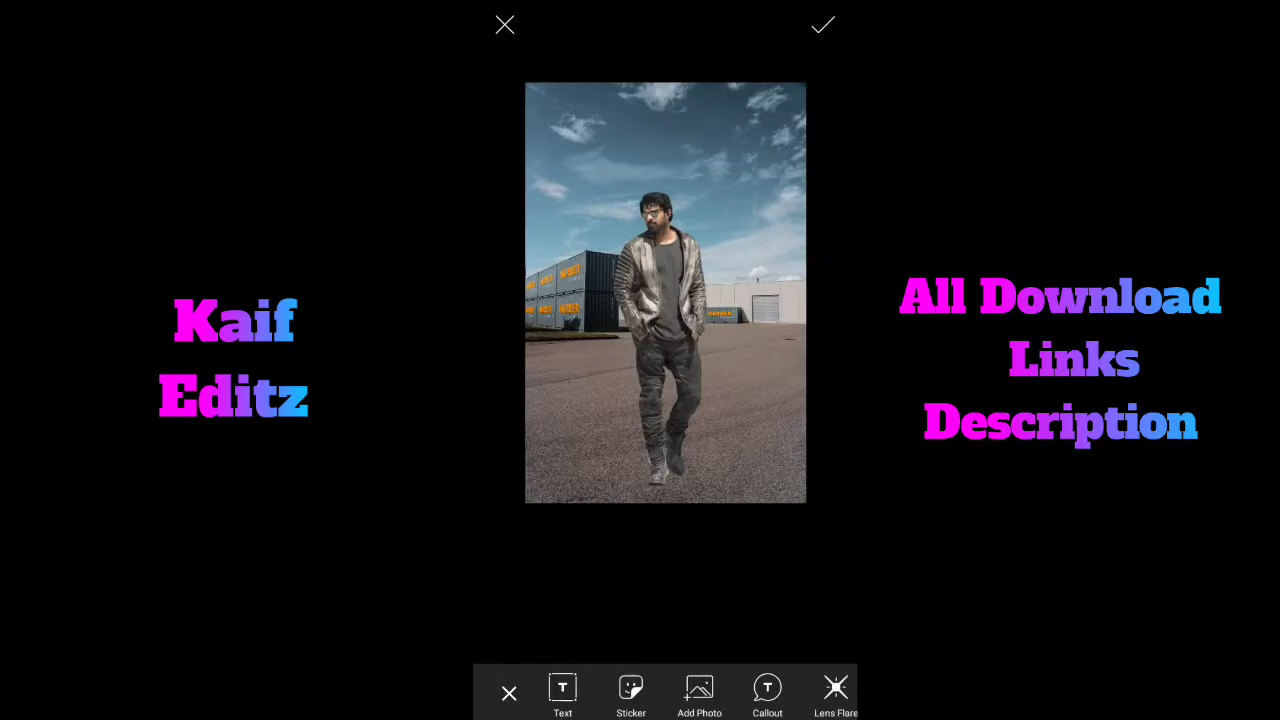 Kaif
Editz
All Download
Links
Description
Text
Sticker
Add Photo
Callout
Lens Flare